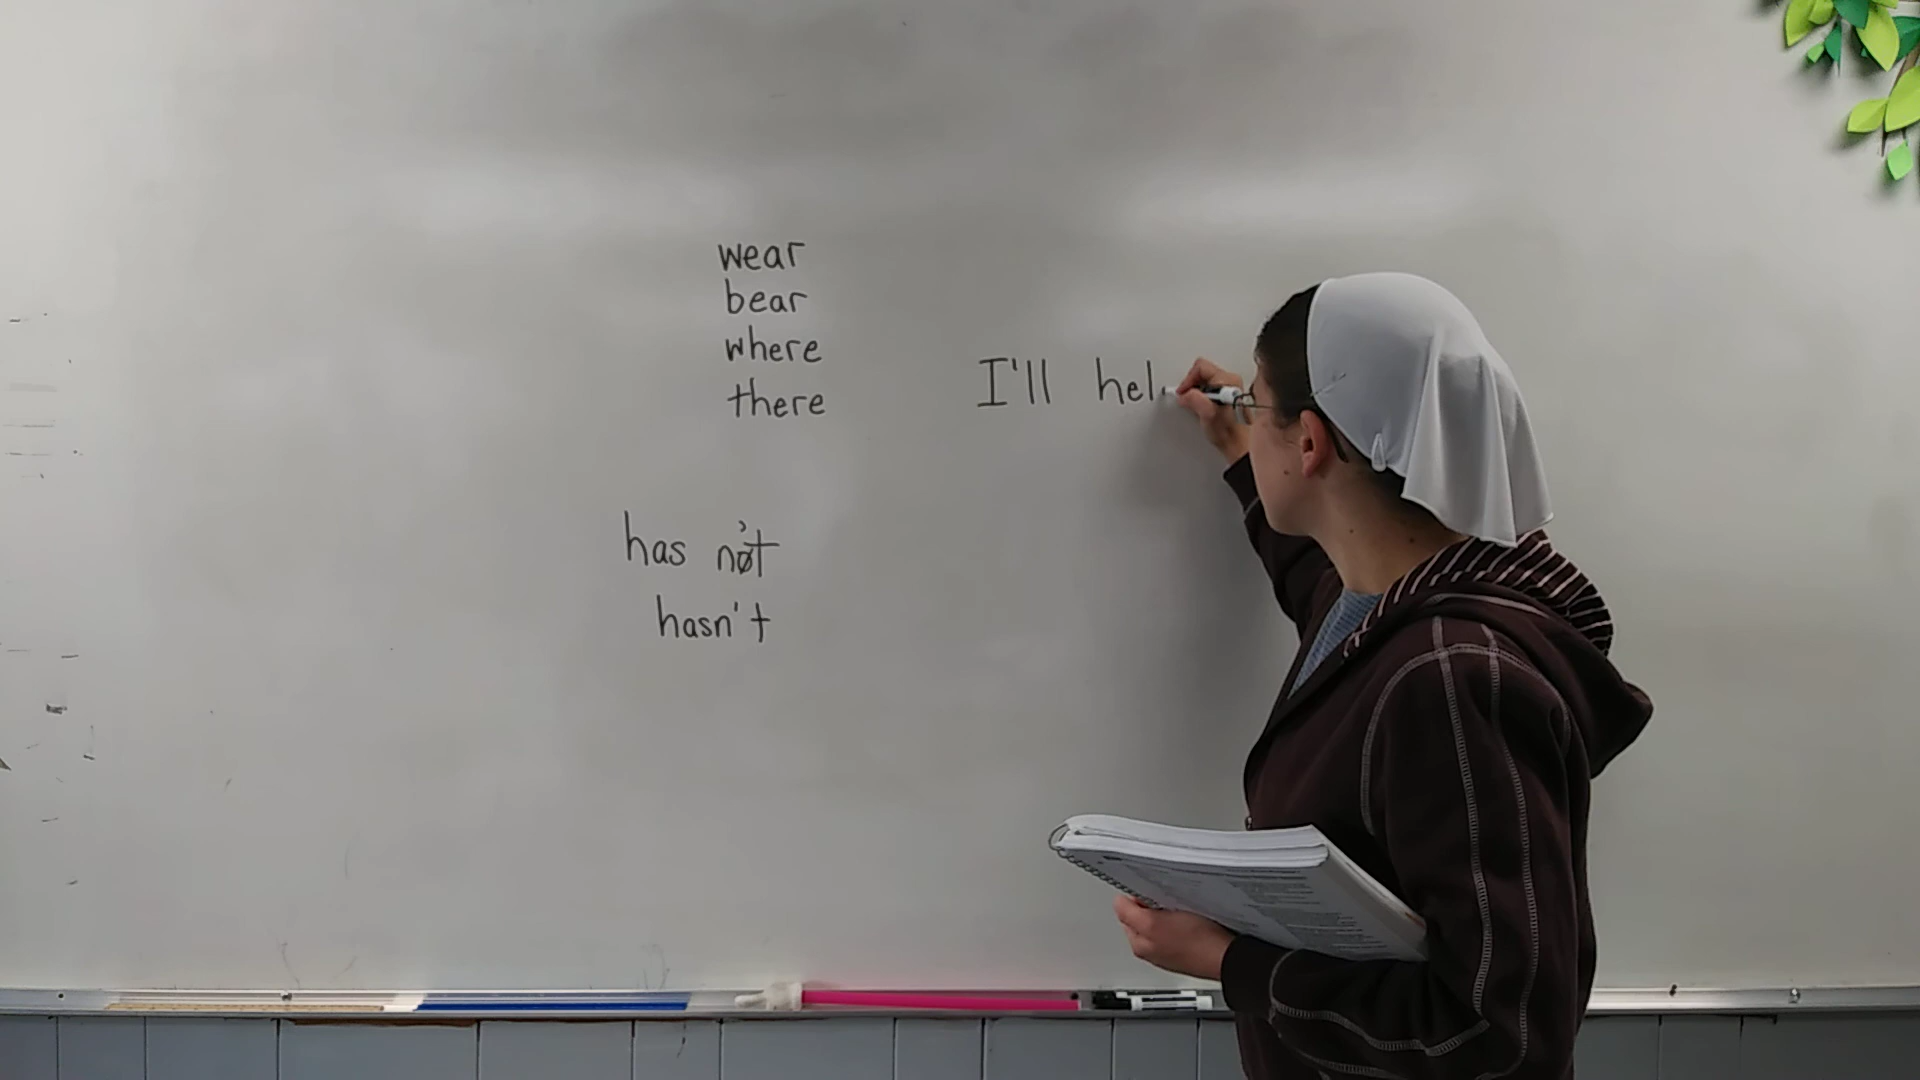 wear
bear
where
there
I'll hel
has not
hasn't